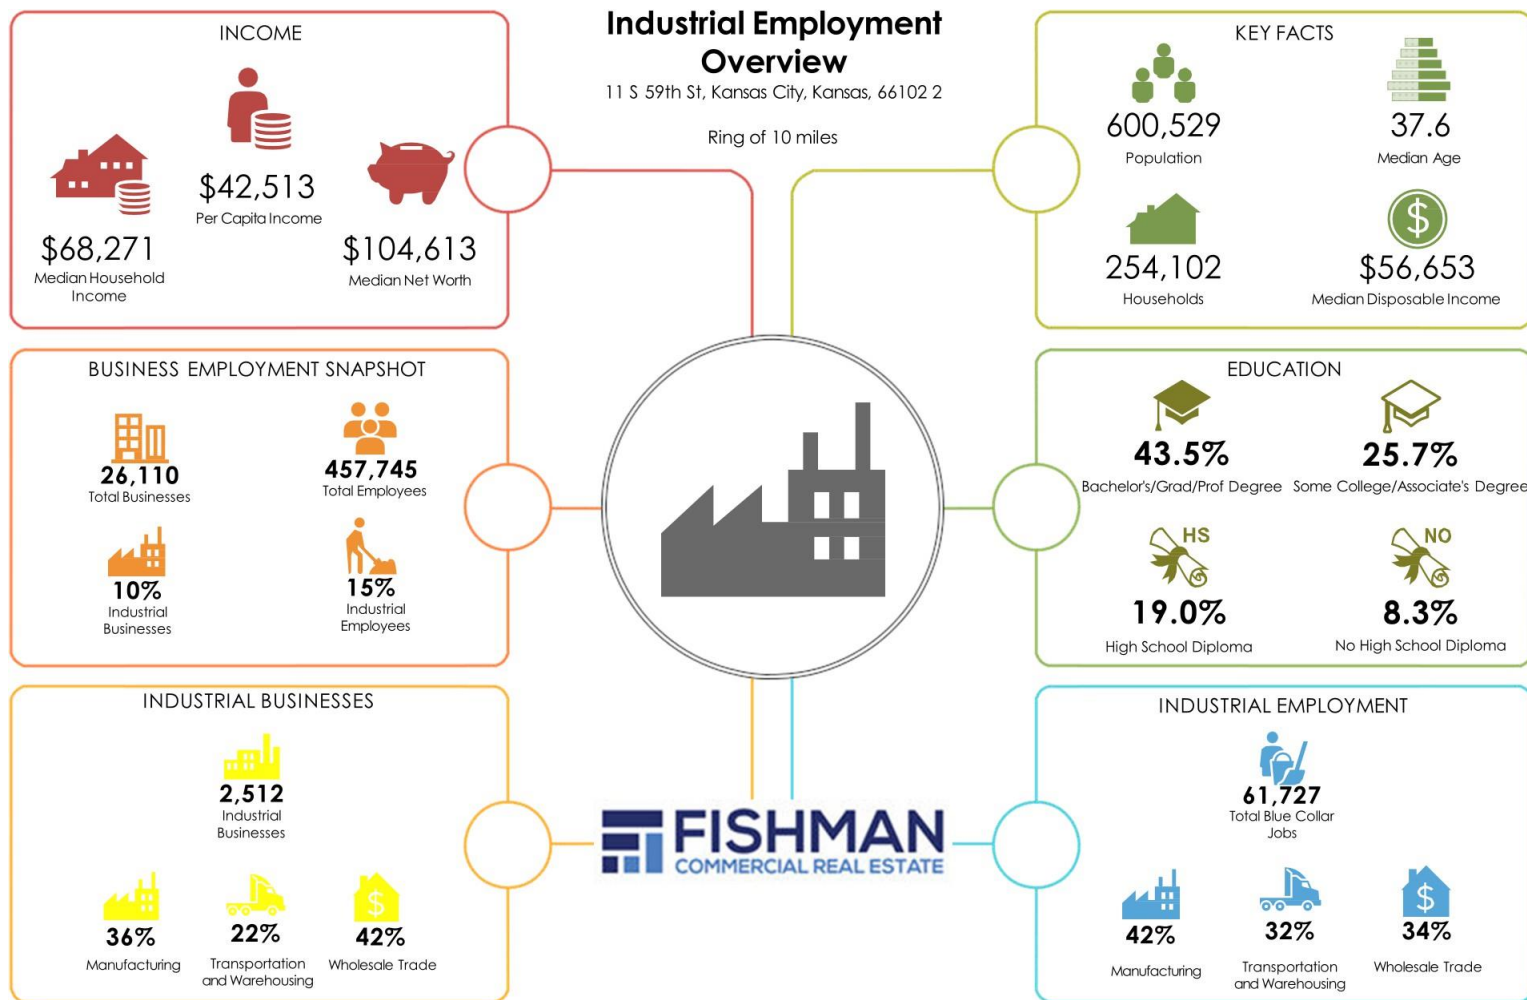 Industrial Employment
Overview
11 S 59th St, Kansas City, Kansas, 66102 2
Ring of 10 miles
INCOME
$42,513
Per Capita Income
$68,271
Median Household
Income
$104,613
Median Net Worth
KEY FACTS
600,529
Population
37.6
Median Age
254,102
Households
$
$56,653
Median Disposable Income
BUSINESS EMPLOYMENT SNAPSHOT
26,110
Total Businesses
457,745
Total Employees
10%
Industrial
Businesses
15%
Industrial
Employees
EDUCATION
43.5%
Bachelor's/Grad/Prof Degree
25.7%
Some College/Associate's Degree
HS
19.0%
High School Diploma
NO
8.3%
No High School Diploma
INDUSTRIAL BUSINESSES
2,512
Industrial
Businesses
36%
Manufacturing
22%
Transportation
and Warehousing
$
42%
Wholesale Trade
FISHMAN
COMMERCIAL REAL ESTATE
INDUSTRIAL EMPLOYMENT
61,727
Total Blue Collar
Jobs
42%
Manufacturing
32%
Transportation
and Warehousing
$
34%
Wholesale Trade